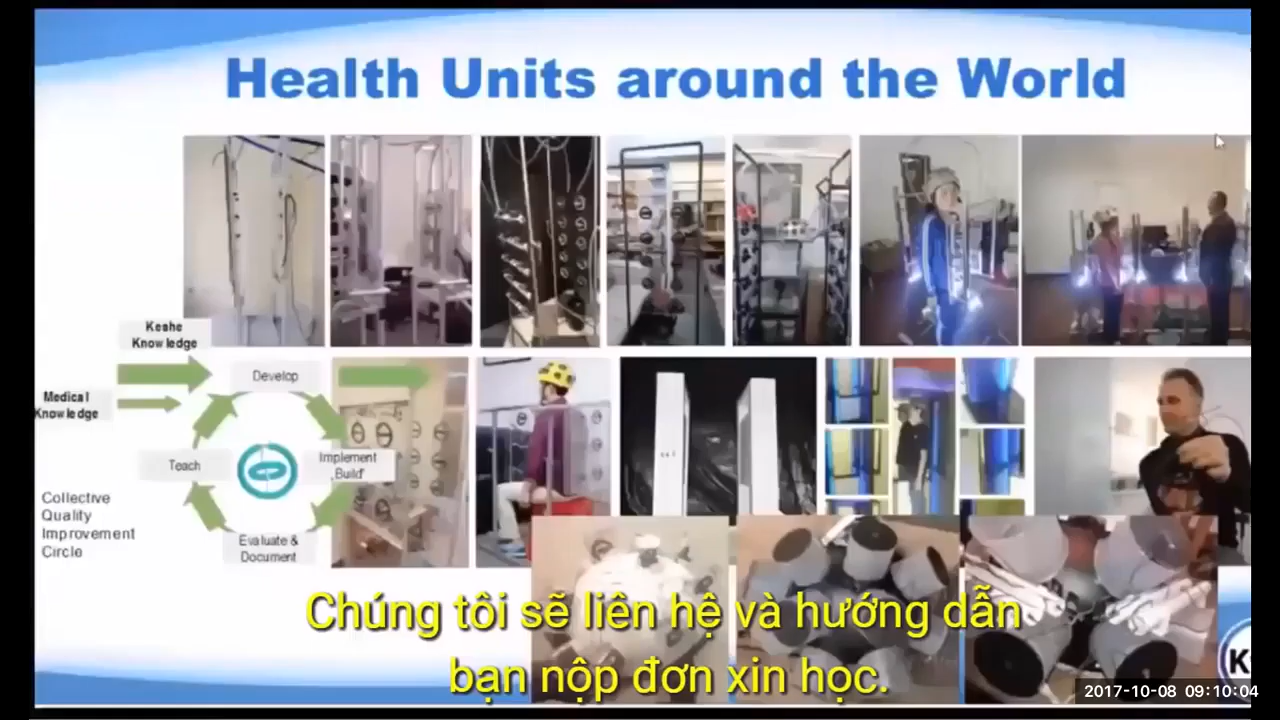 Health Units around the World
Keshe
Knowledge
Develop
Medical
Knowledge
Teach
Implement
„Build'
Collective
Quality
Improvement
Circle
Evaluate &
Document
Chúng tôi sẽ liên hệ và hướng dẫn
bạn nộp đơn xin học.
K
2017-10-08 09:10:04